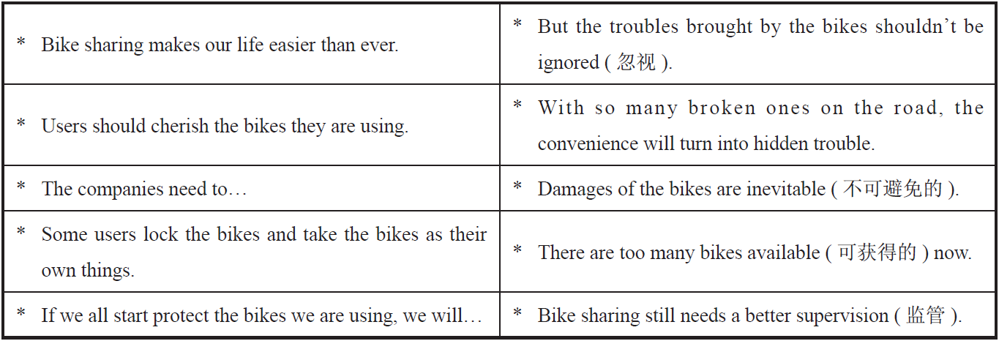 * Bike sharing makes our life easier than ever.
* But the troubles brought by the bikes shouldn’t be
ignored ( 忽视 ).
* Users should cherish the bikes they are using.
* With so many broken ones on the road, the
convenience will turn into hidden trouble.
* The companies need to…
* Damages of the bikes are inevitable ( 不可避免的 ).
* Some users lock the bikes and take the bikes as their
own things.
* There are too many bikes available ( 可获得的 ) now.
* If we all start protect the bikes we are using, we will…
* Bike sharing still needs a better supervision ( 监管 ).